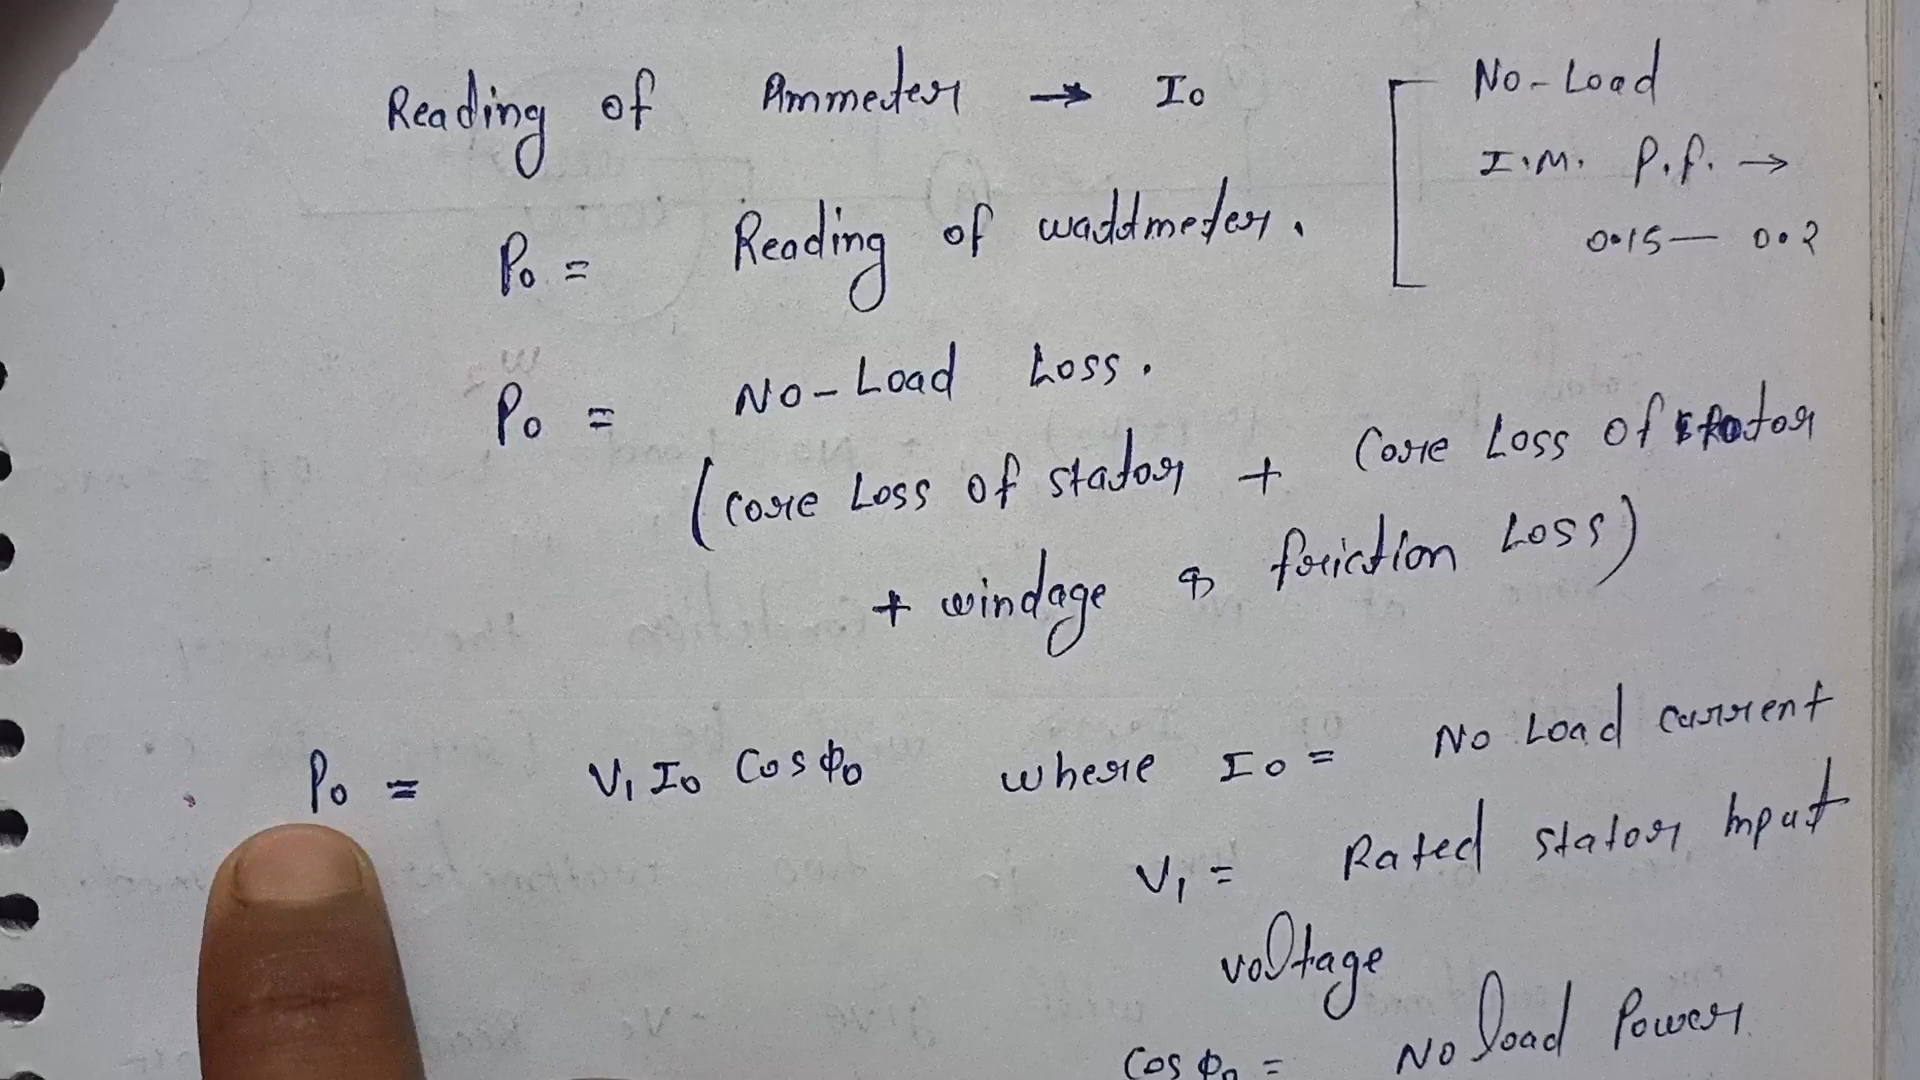 Reading of Ammeter → Io
No-Load
I.M. P.f. →
0.15 — 0.2
Po = Reading of wattmeter.
Po = No-Load Loss.
(core Loss of stator + Core Loss of stator
+ windage & friction Loss)
Po = V1 Io Cos ϕo where Io = No Load current
V1 = Rated stator Input
voltage
Cos ϕo = No load Power